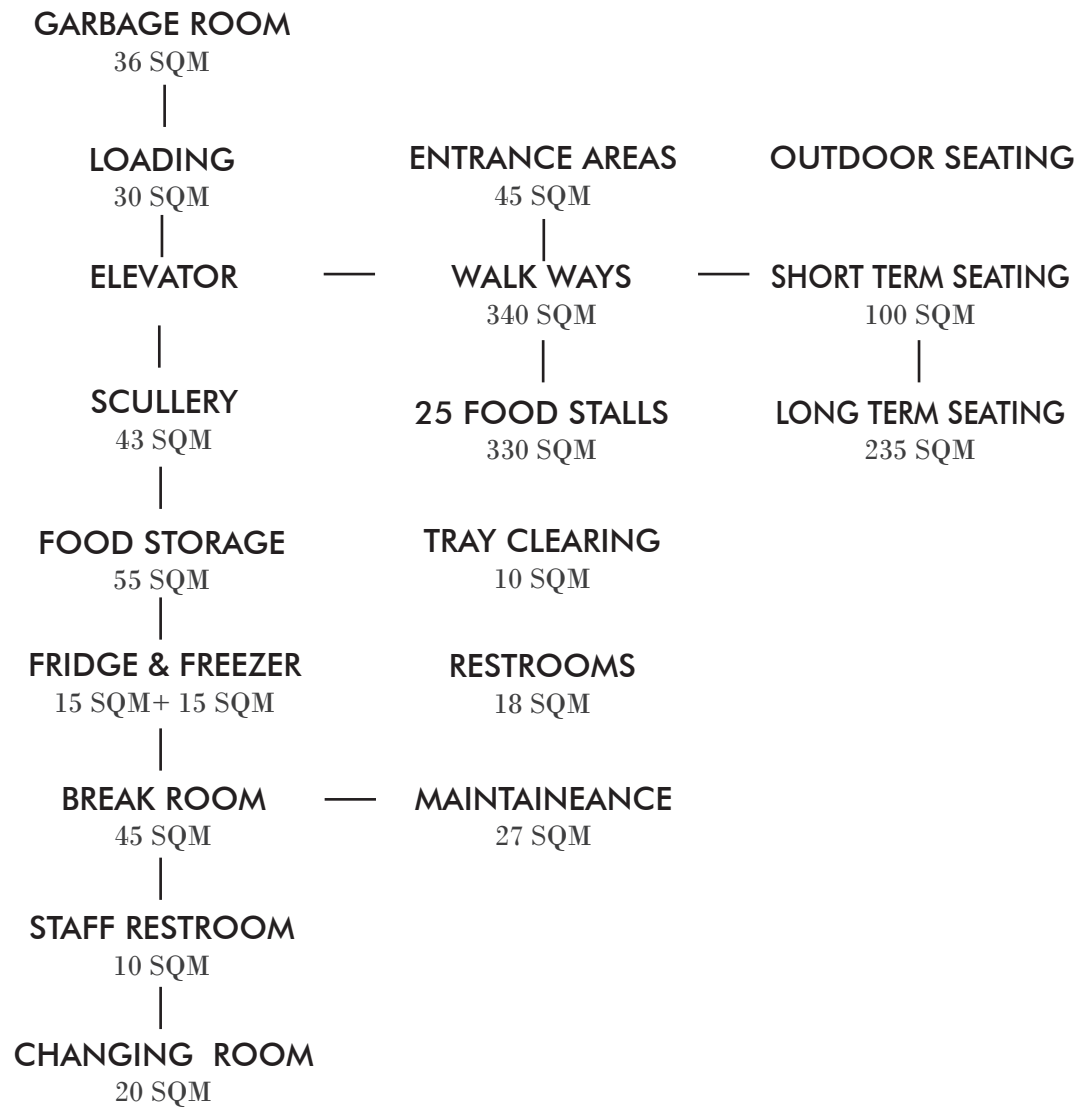 GARBAGE ROOM
36 SQM
LOADING
30 SQM
ENTRANCE AREAS
45 SQM
OUTDOOR SEATING
ELEVATOR
WALK WAYS
340 SQM
SHORT TERM SEATING
100 SQM
SCULLERY
43 SQM
25 FOOD STALLS
330 SQM
LONG TERM SEATING
235 SQM
FOOD STORAGE
55 SQM
TRAY CLEARING
10 SQM
FRIDGE & FREEZER
15 SQM+ 15 SQM
RESTROOMS
18 SQM
BREAK ROOM
45 SQM
MAINTAINEANCE
27 SQM
STAFF RESTROOM
10 SQM
CHANGING ROOM
20 SQM